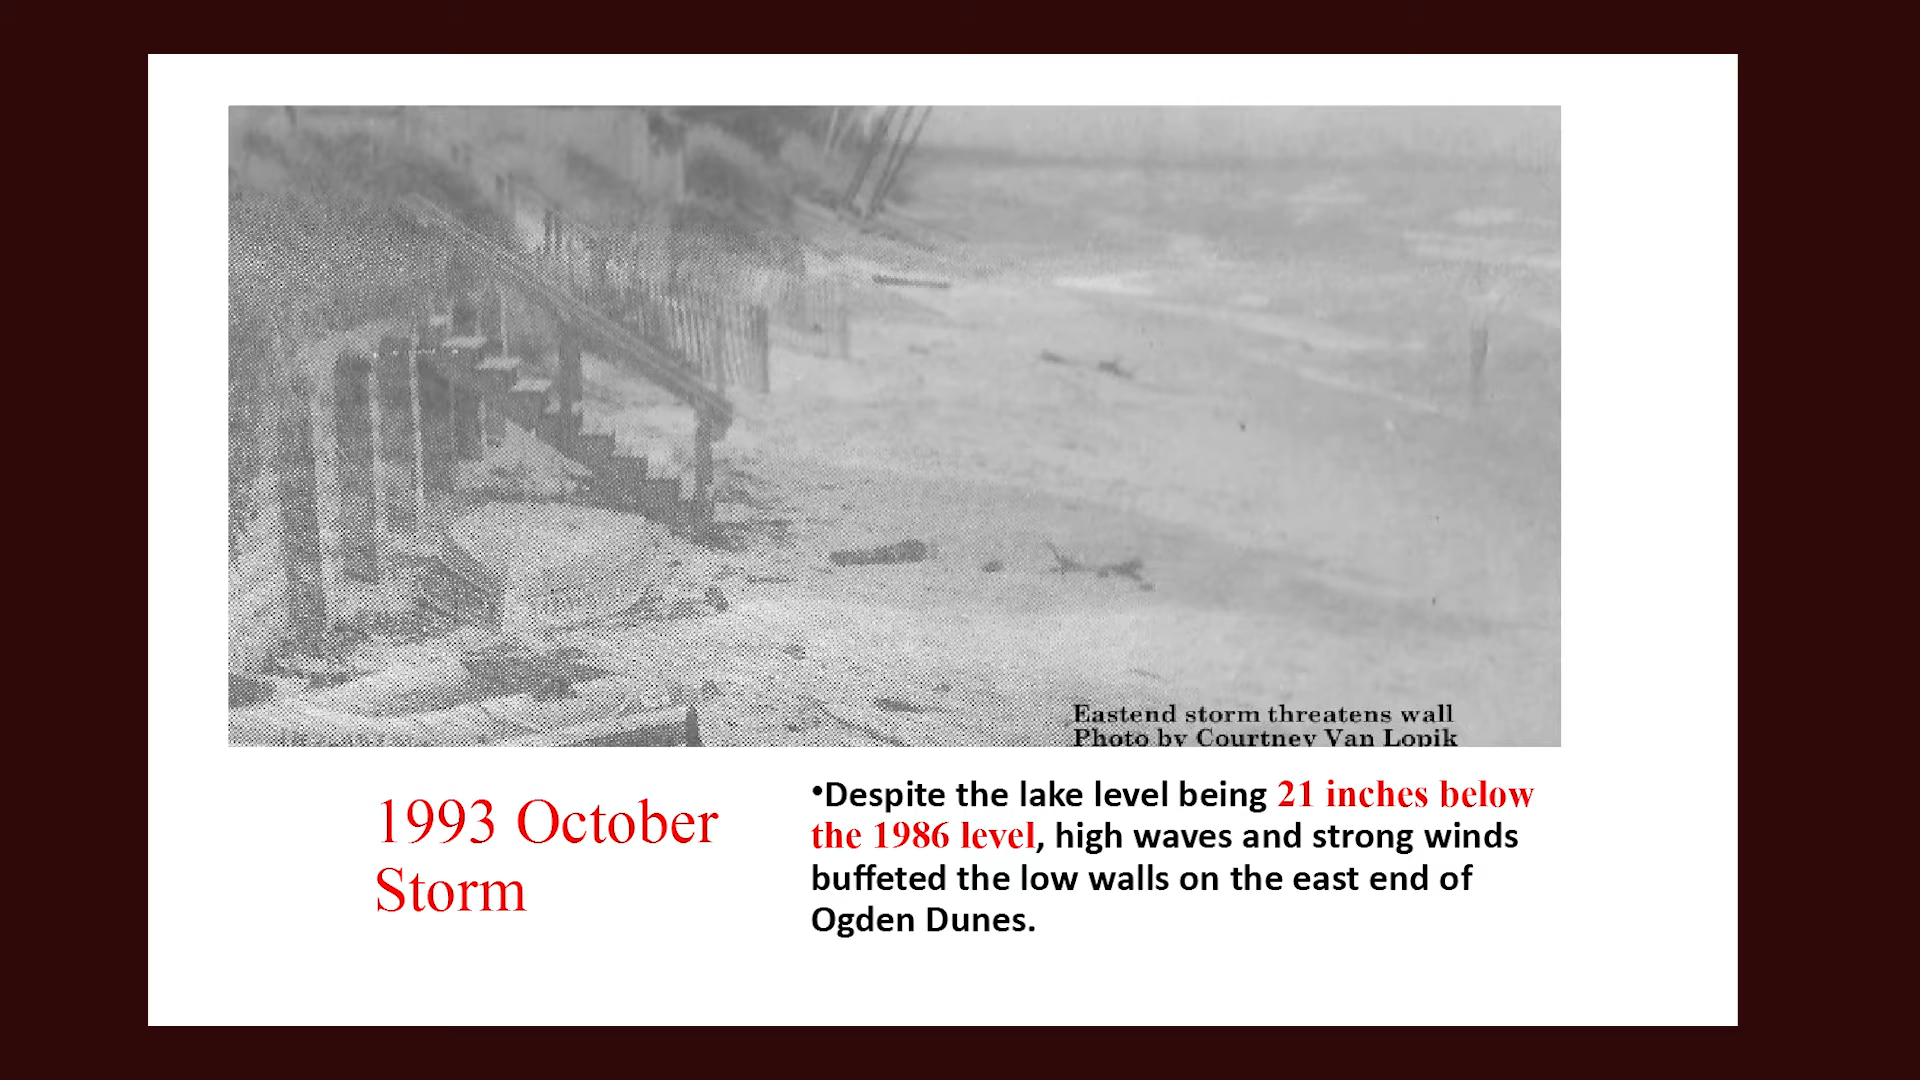 Eastend storm threatens wall
Photo by Courtney Van Lopik
1993 October
Storm
•Despite the lake level being 21 inches below
the 1986 level, high waves and strong winds
buffeted the low walls on the east end of
Ogden Dunes.